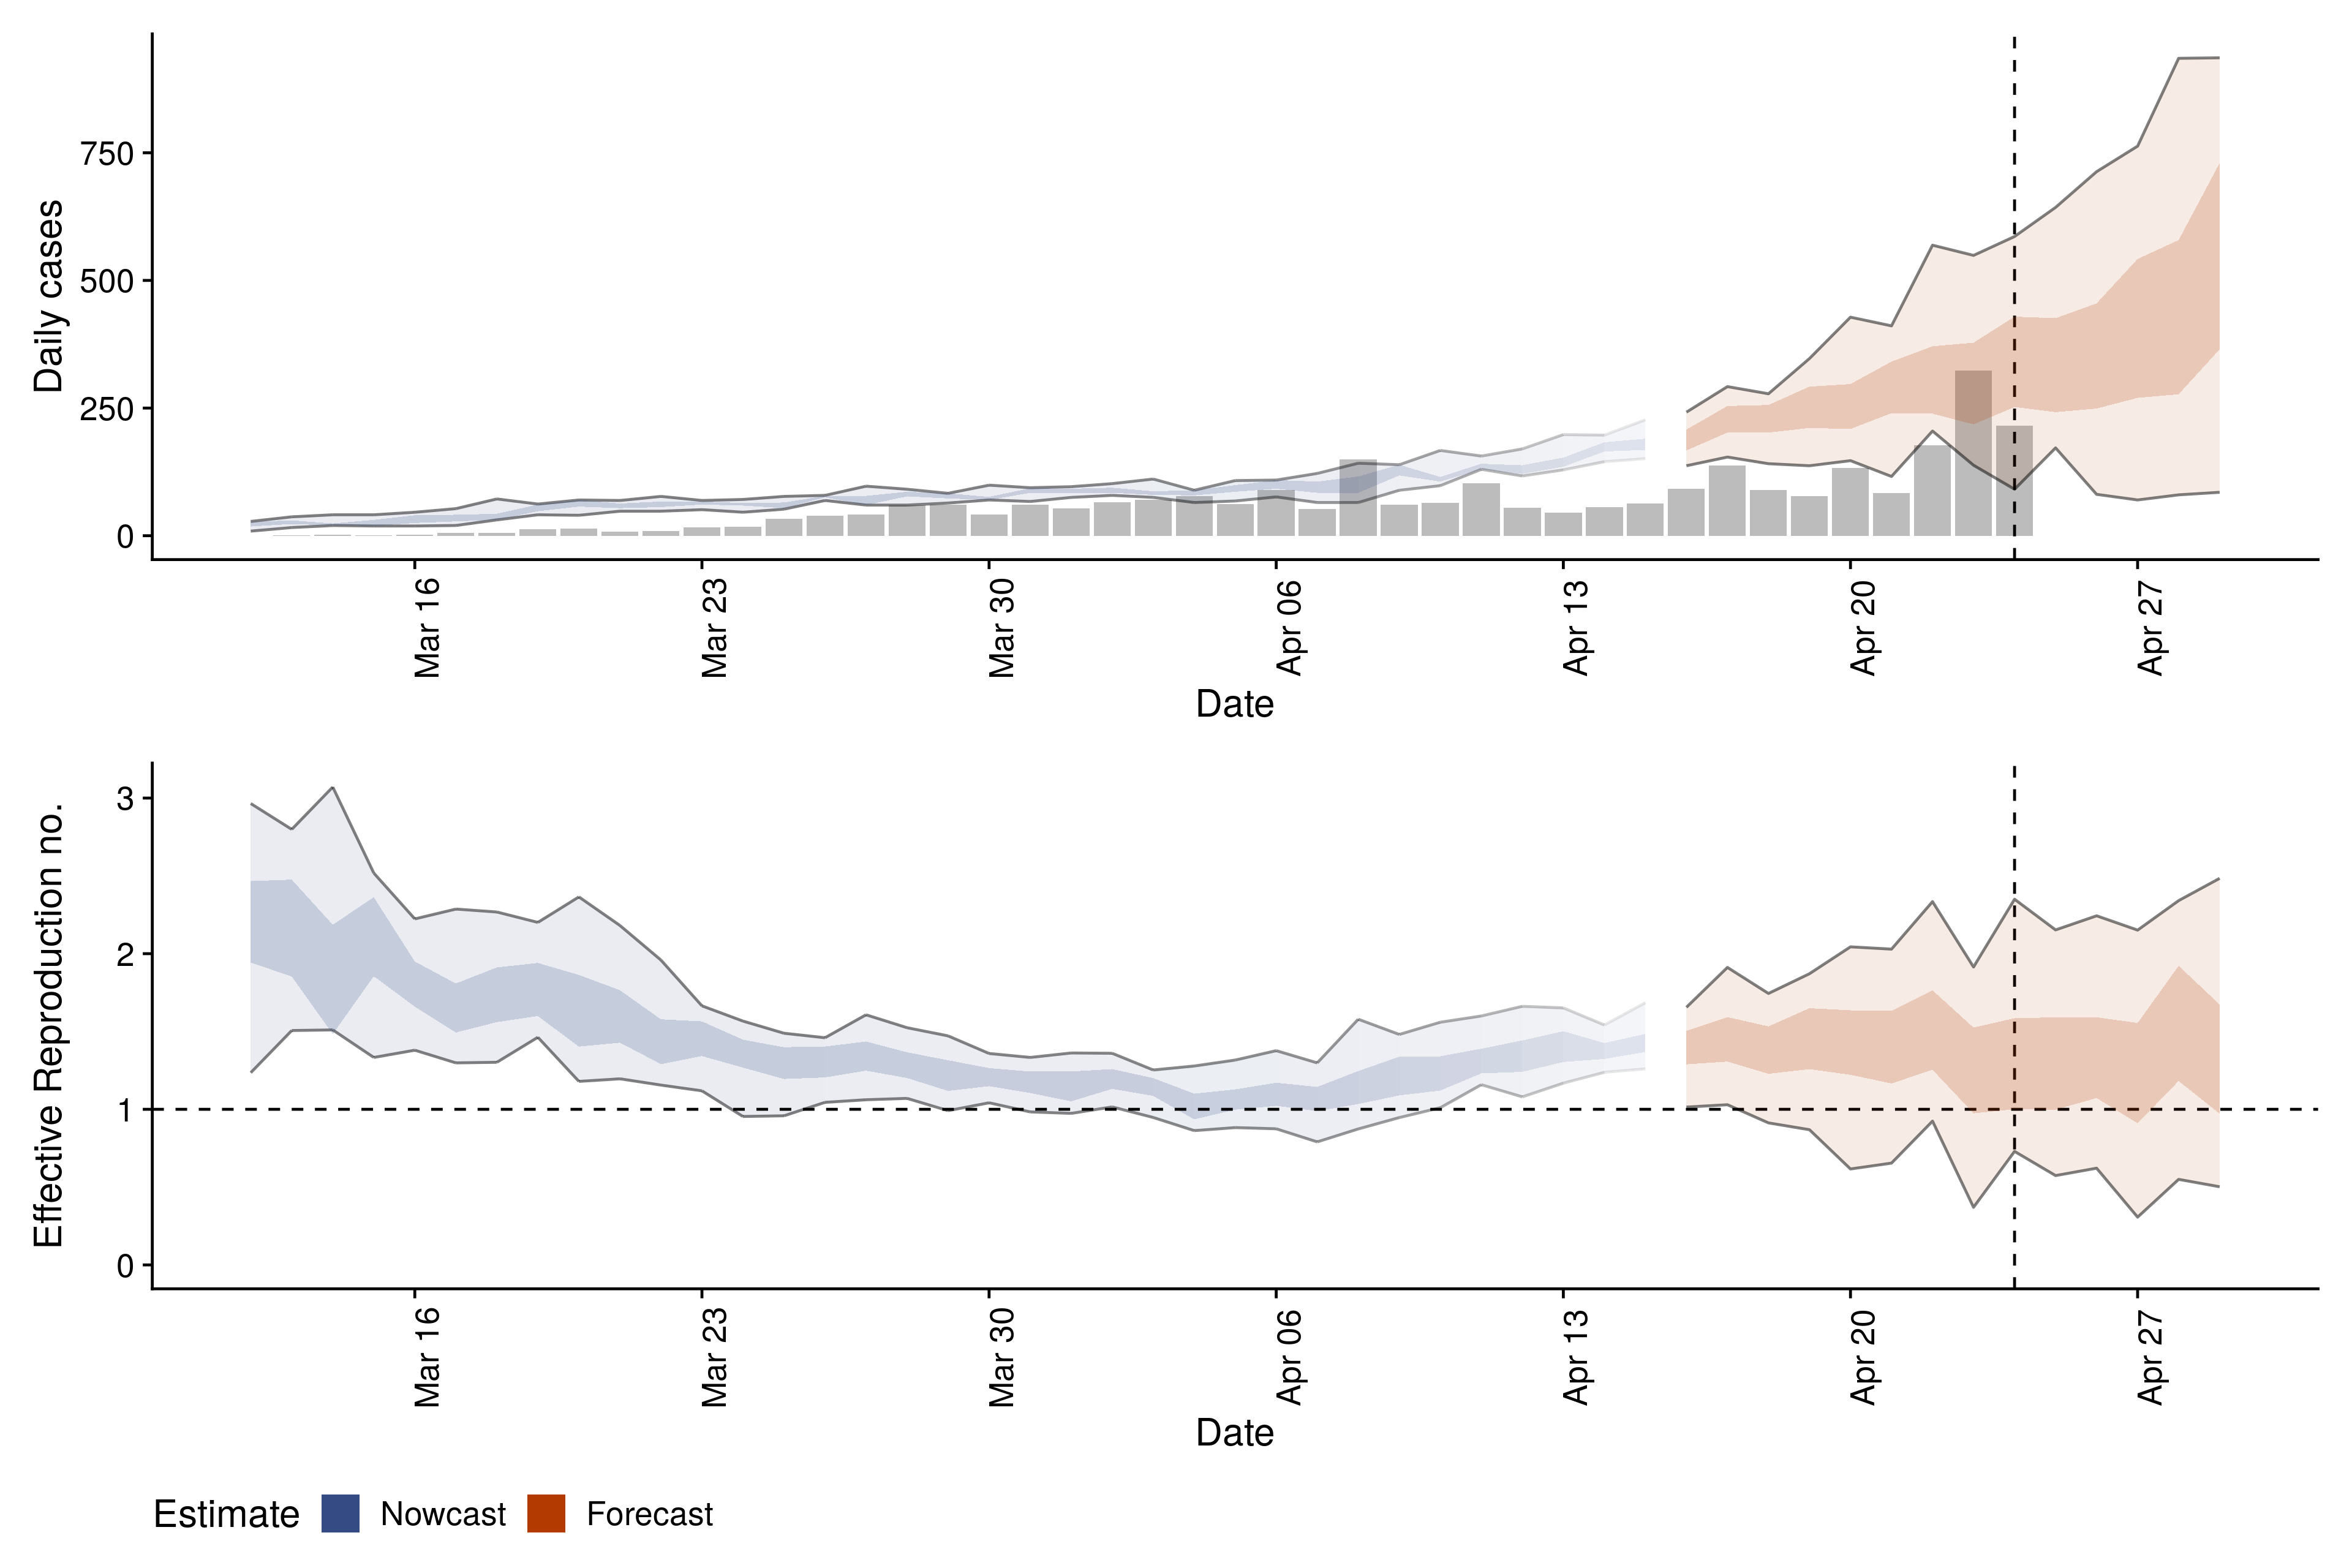 Daily cases
750
500
250
0
Mar 16
Mar 23
Mar 30
Apr 06
Apr 13
Apr 20
Apr 27
Date
Effective Reproduction no.
3
2
1
0
Mar 16
Mar 23
Mar 30
Apr 06
Apr 13
Apr 20
Apr 27
Date
Estimate Nowcast Forecast